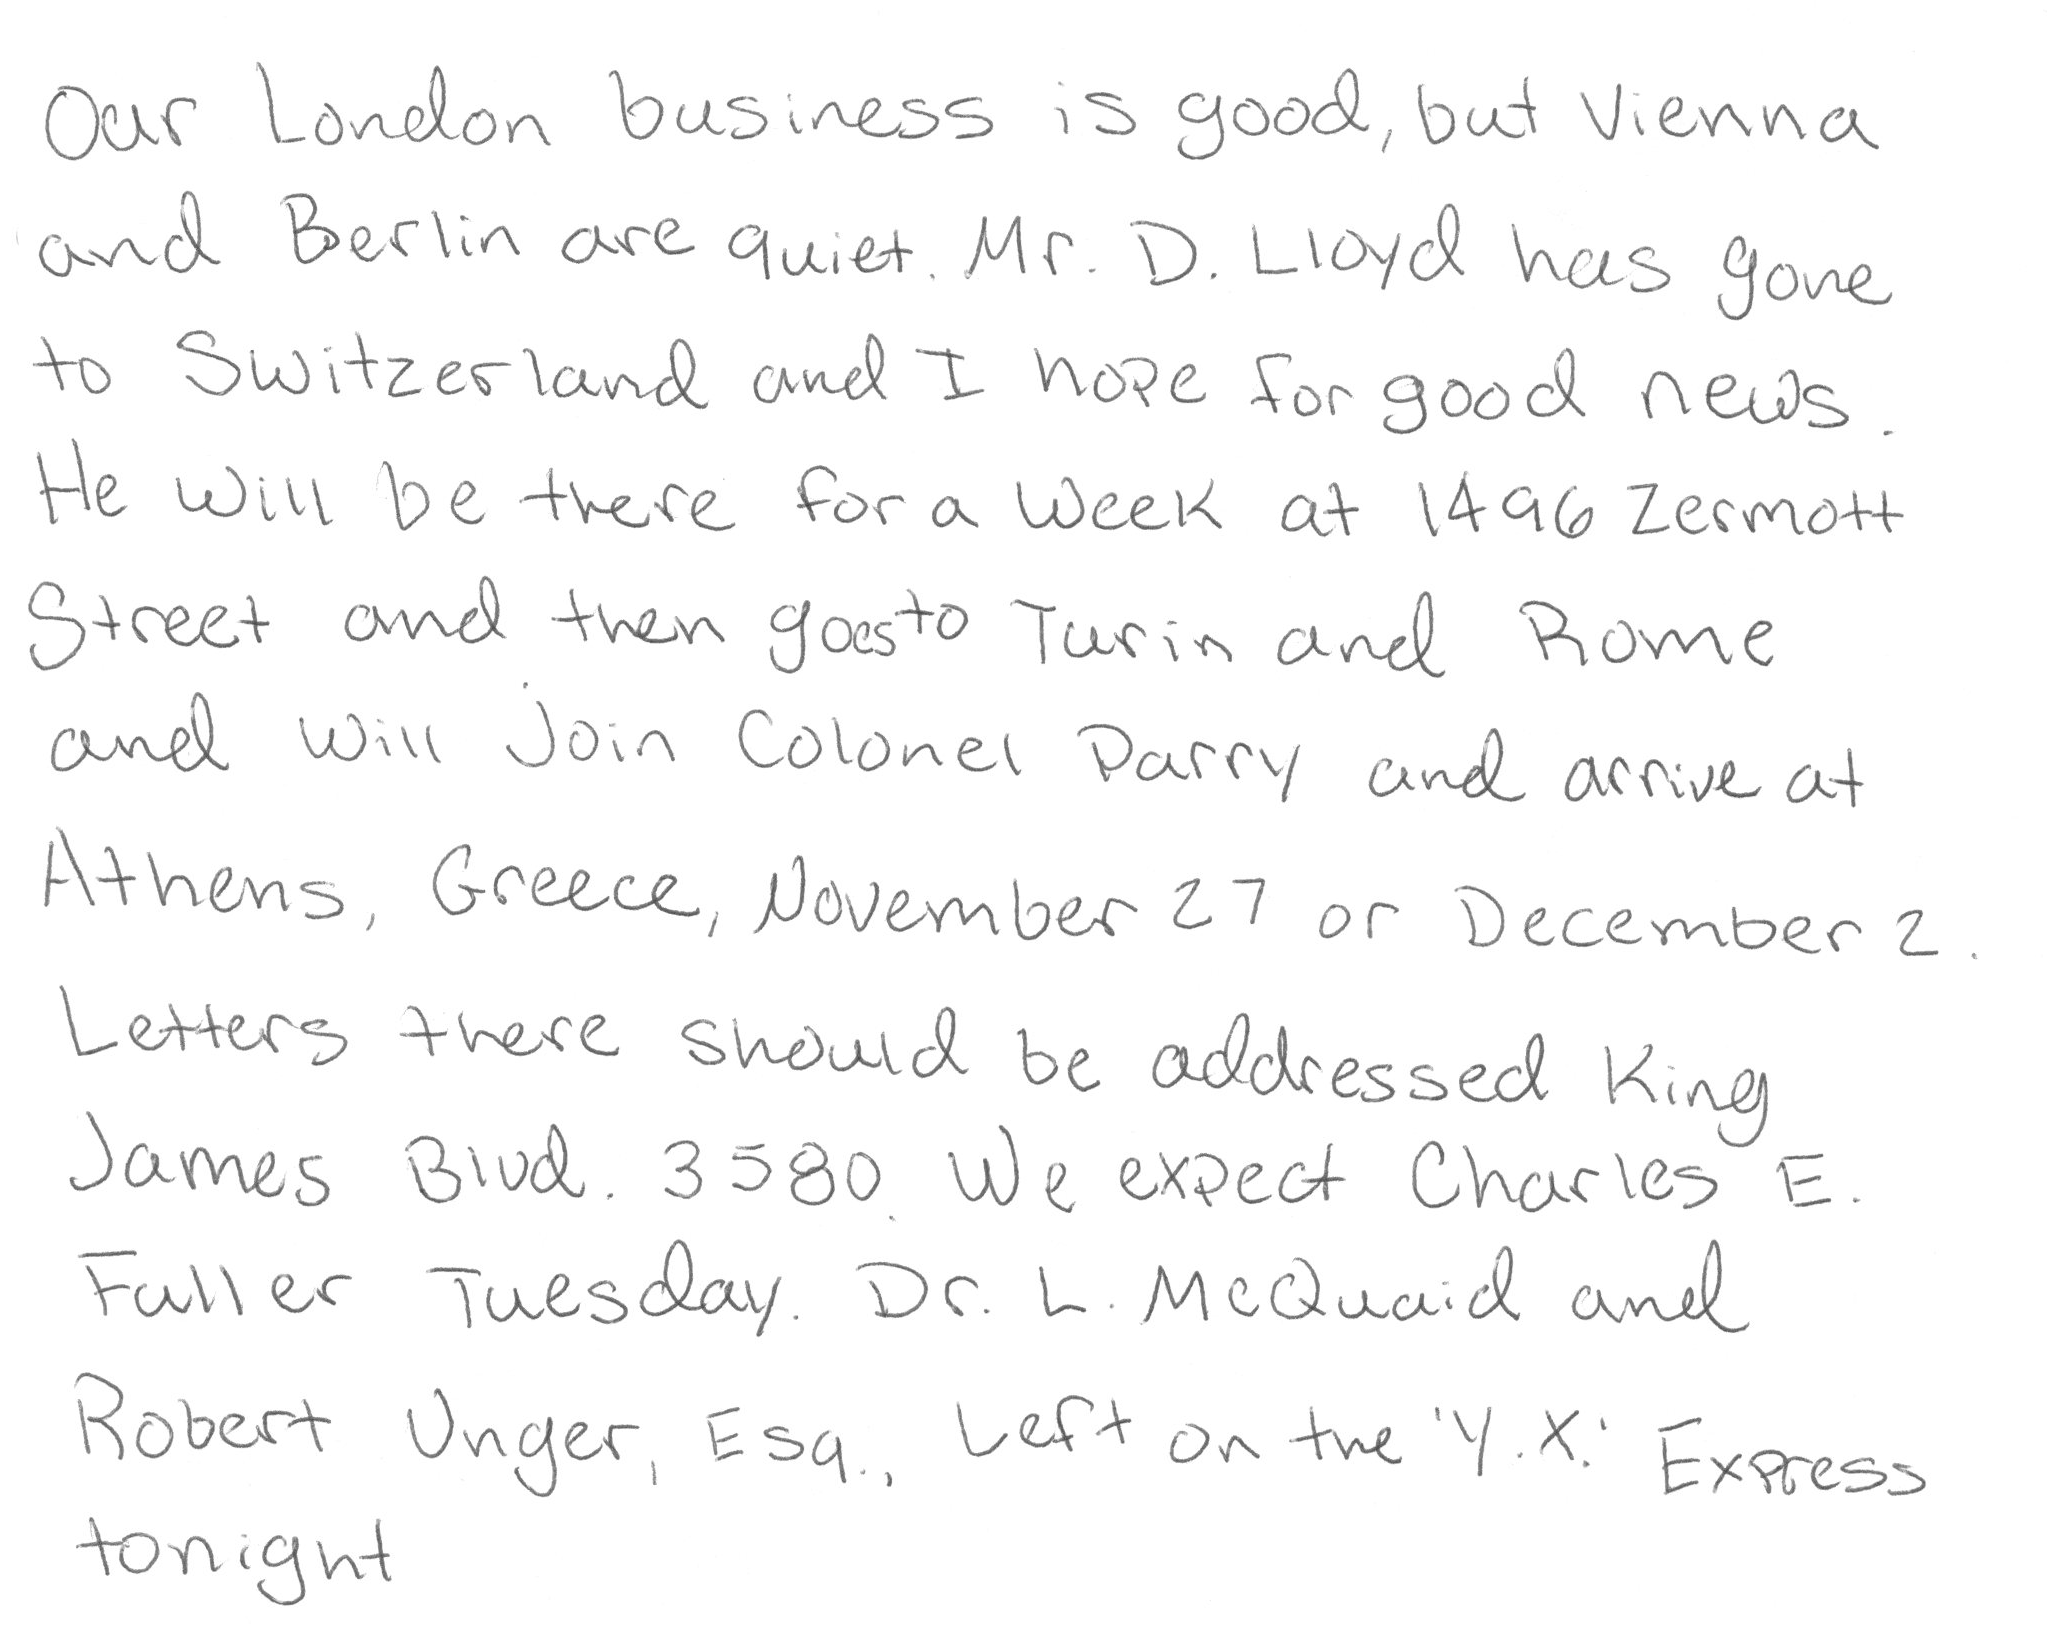 Our London business is good, but Vienna
and Berlin are quiet. Mr. D. Lloyd has gone
to Switzerland and I hope for good news.
He will be there for a week at 1496 Zermott
Street and then goes to Turin and Rome
and will join Colonel Parry and arrive at
Athens, Greece, November 27 or December 2.
Letters there should be addressed King
James Blvd. 3580. We expect Charles E.
Fuller Tuesday. Dr. L. McQuaid and
Robert Unger, Esq., left on the 'Y.X.' Express
tonight